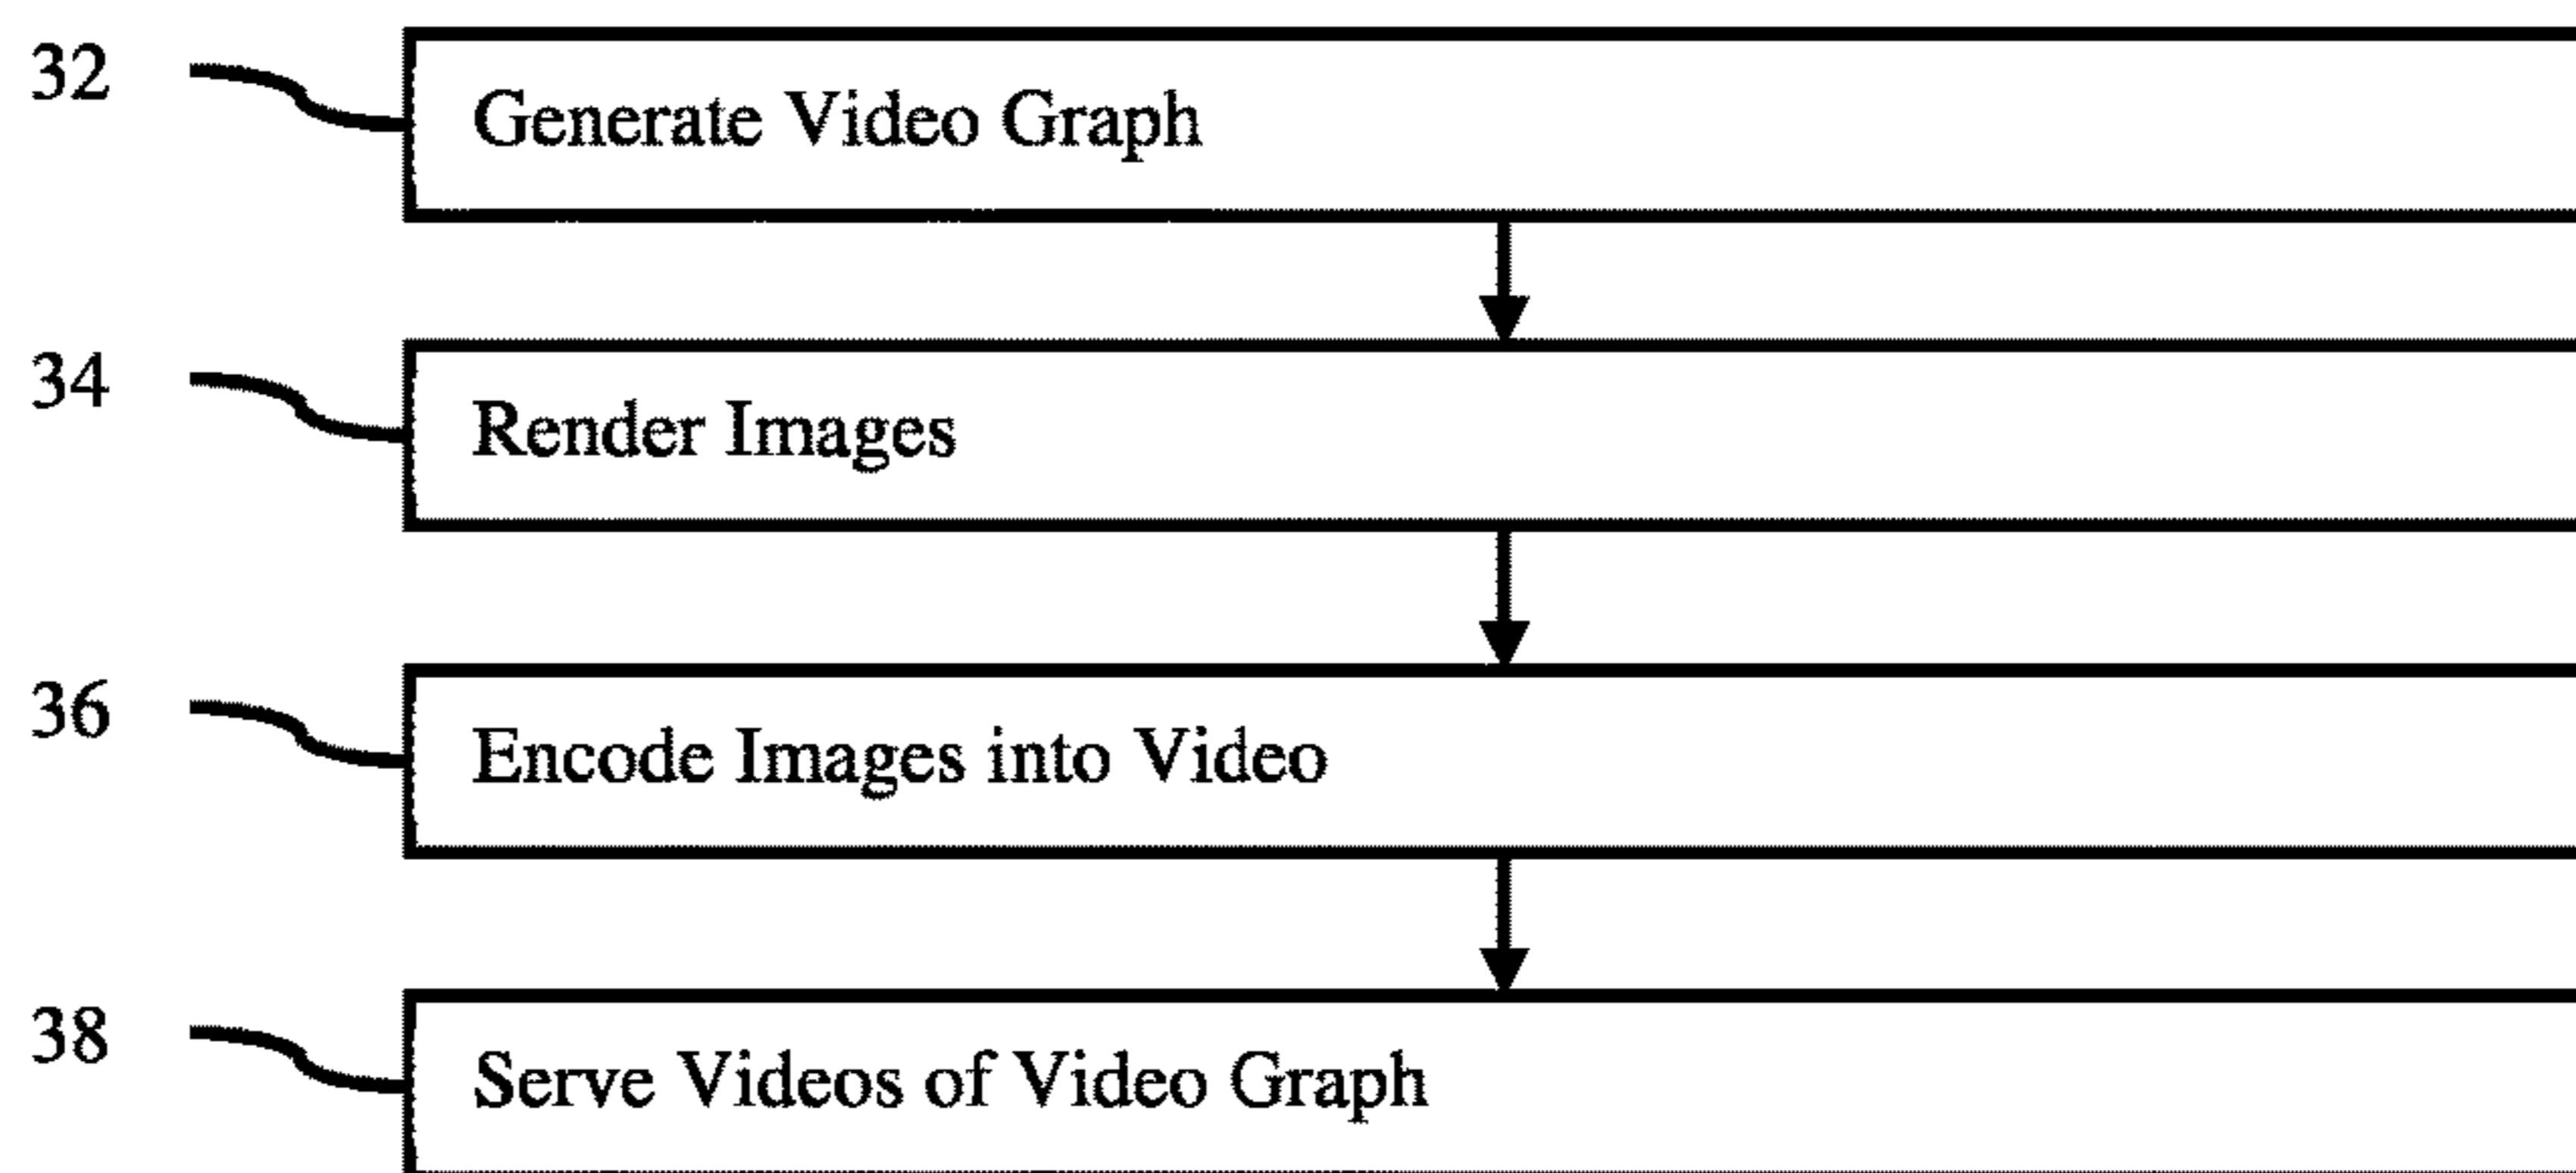 32 Generate Video Graph
34 Render Images
36 Encode Images into Video
38 Serve Videos of Video Graph